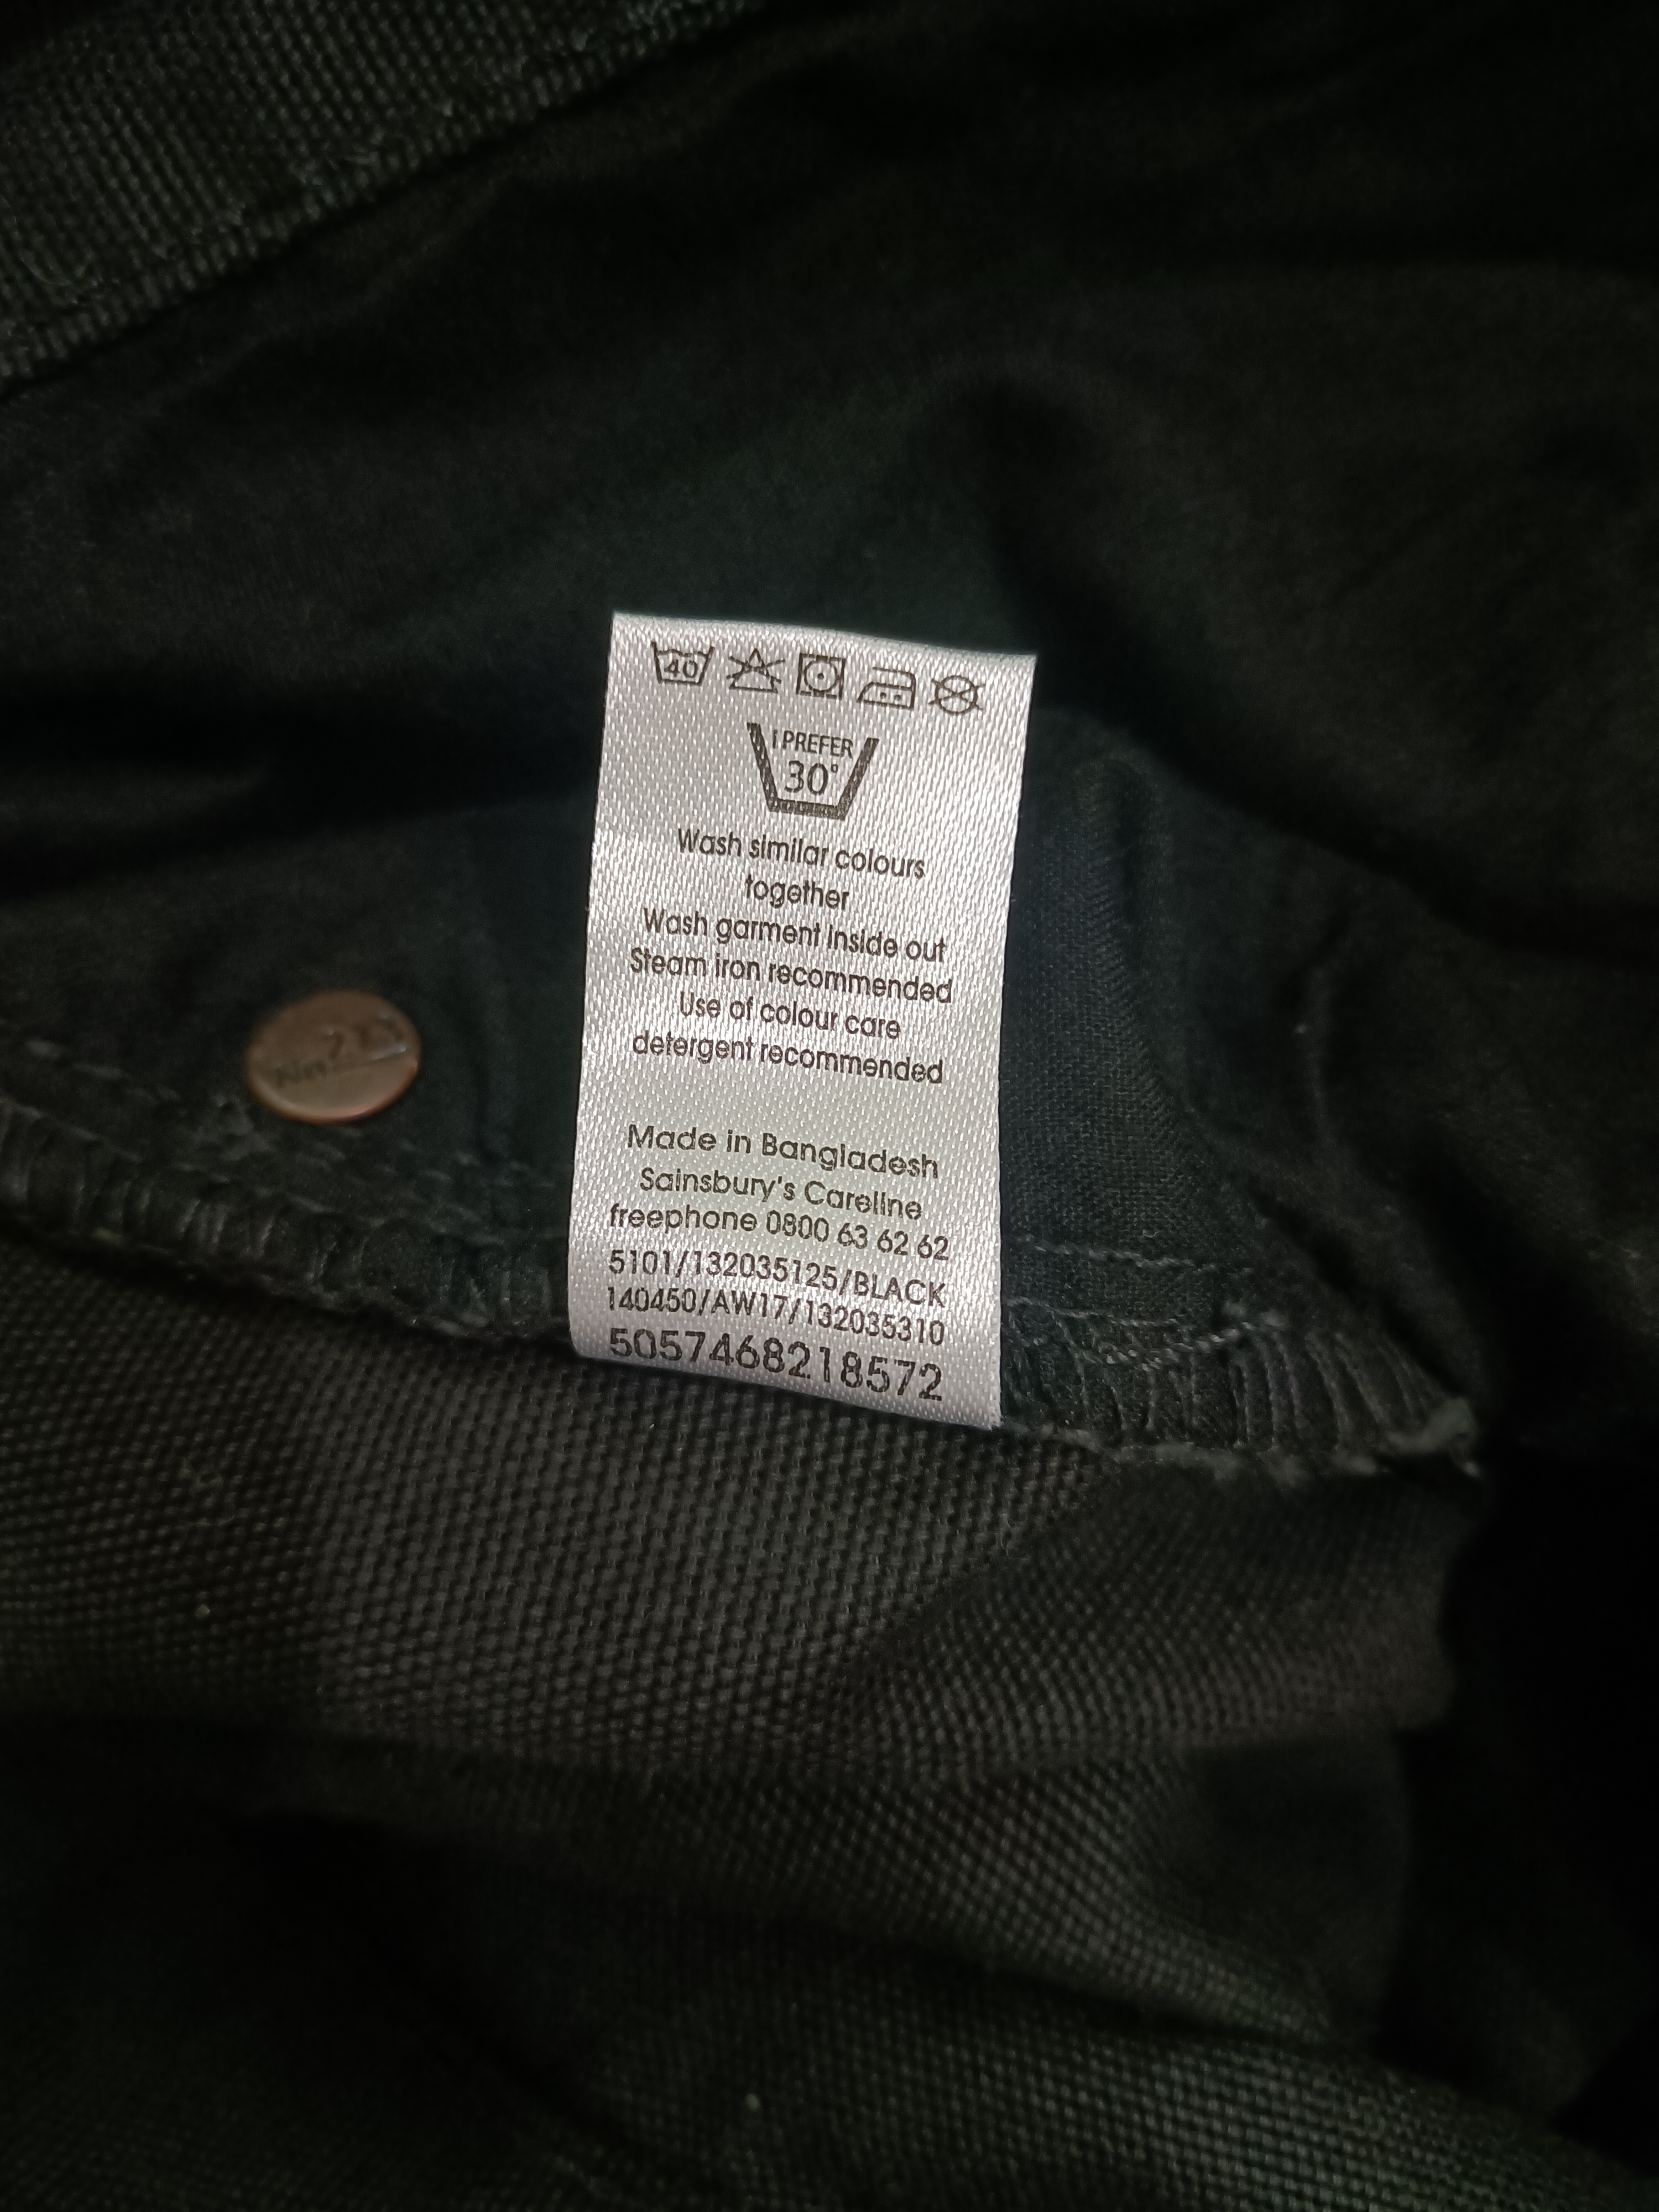 40
I PREFER
30°
Wash similar colours
together
Wash garment inside out
Steam iron recommended
Use of colour care
detergent recommended
Made in Bangladesh
Sainsbury's Careline
freephone 0800 63 62 62
5101/132035125/BLACK
140450/AW17/132035310
5057468218572